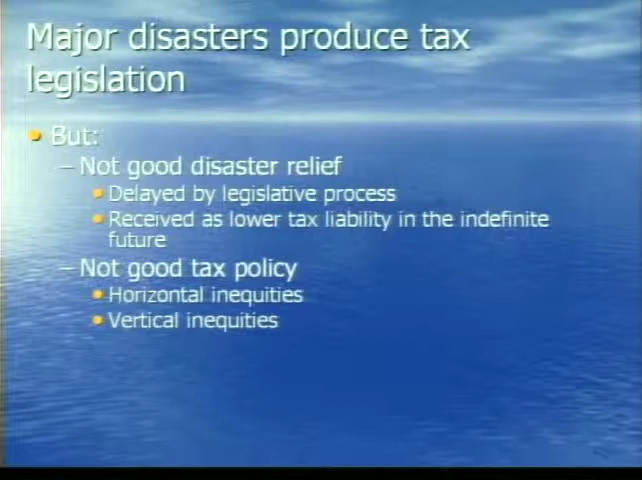 Major disasters produce tax
legislation
• But:
– Not good disaster relief
• Delayed by legislative process
• Received as lower tax liability in the indefinite
future
– Not good tax policy
• Horizontal inequities
• Vertical inequities